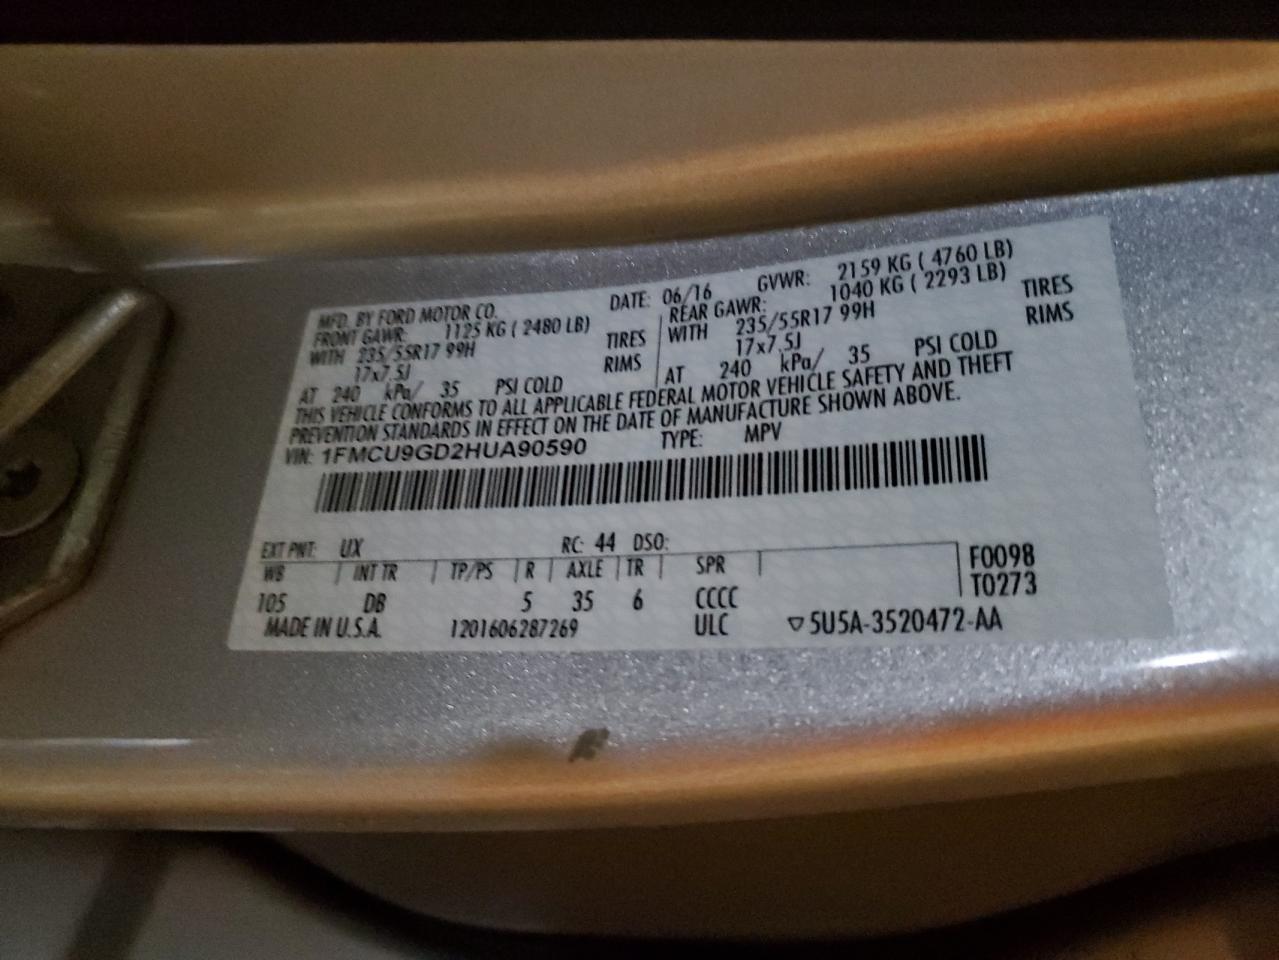 MFD. BY FORD MOTOR CO. DATE: 06/16 GVWR: 2159 KG ( 4760 LB)
FRONT GAWR: 1125 KG ( 2480 LB) REAR GAWR: 1040 KG ( 2293 LB)
WITH 235/55R17 99H TIRES WITH 235/55R17 99H TIRES
17x7.5J RIMS 17x7.5J RIMS
AT 240 kPa/ 35 PSI COLD AT 240 kPa/ 35 PSI COLD
THIS VEHICLE CONFORMS TO ALL APPLICABLE FEDERAL MOTOR VEHICLE SAFETY AND THEFT
PREVENTION STANDARDS IN EFFECT ON THE DATE OF MANUFACTURE SHOWN ABOVE.
VIN: 1FMCU9GD2HUA90590 TYPE: MPV
EXT PNT: UX RC: 44 DSO:
WB INT TR TP/PS R AXLE TR SPR F0098
105 DB 5 35 6 CCCC T0273
MADE IN U.S.A. 1201606287269 ULC ▽5U5A-3520472-AA